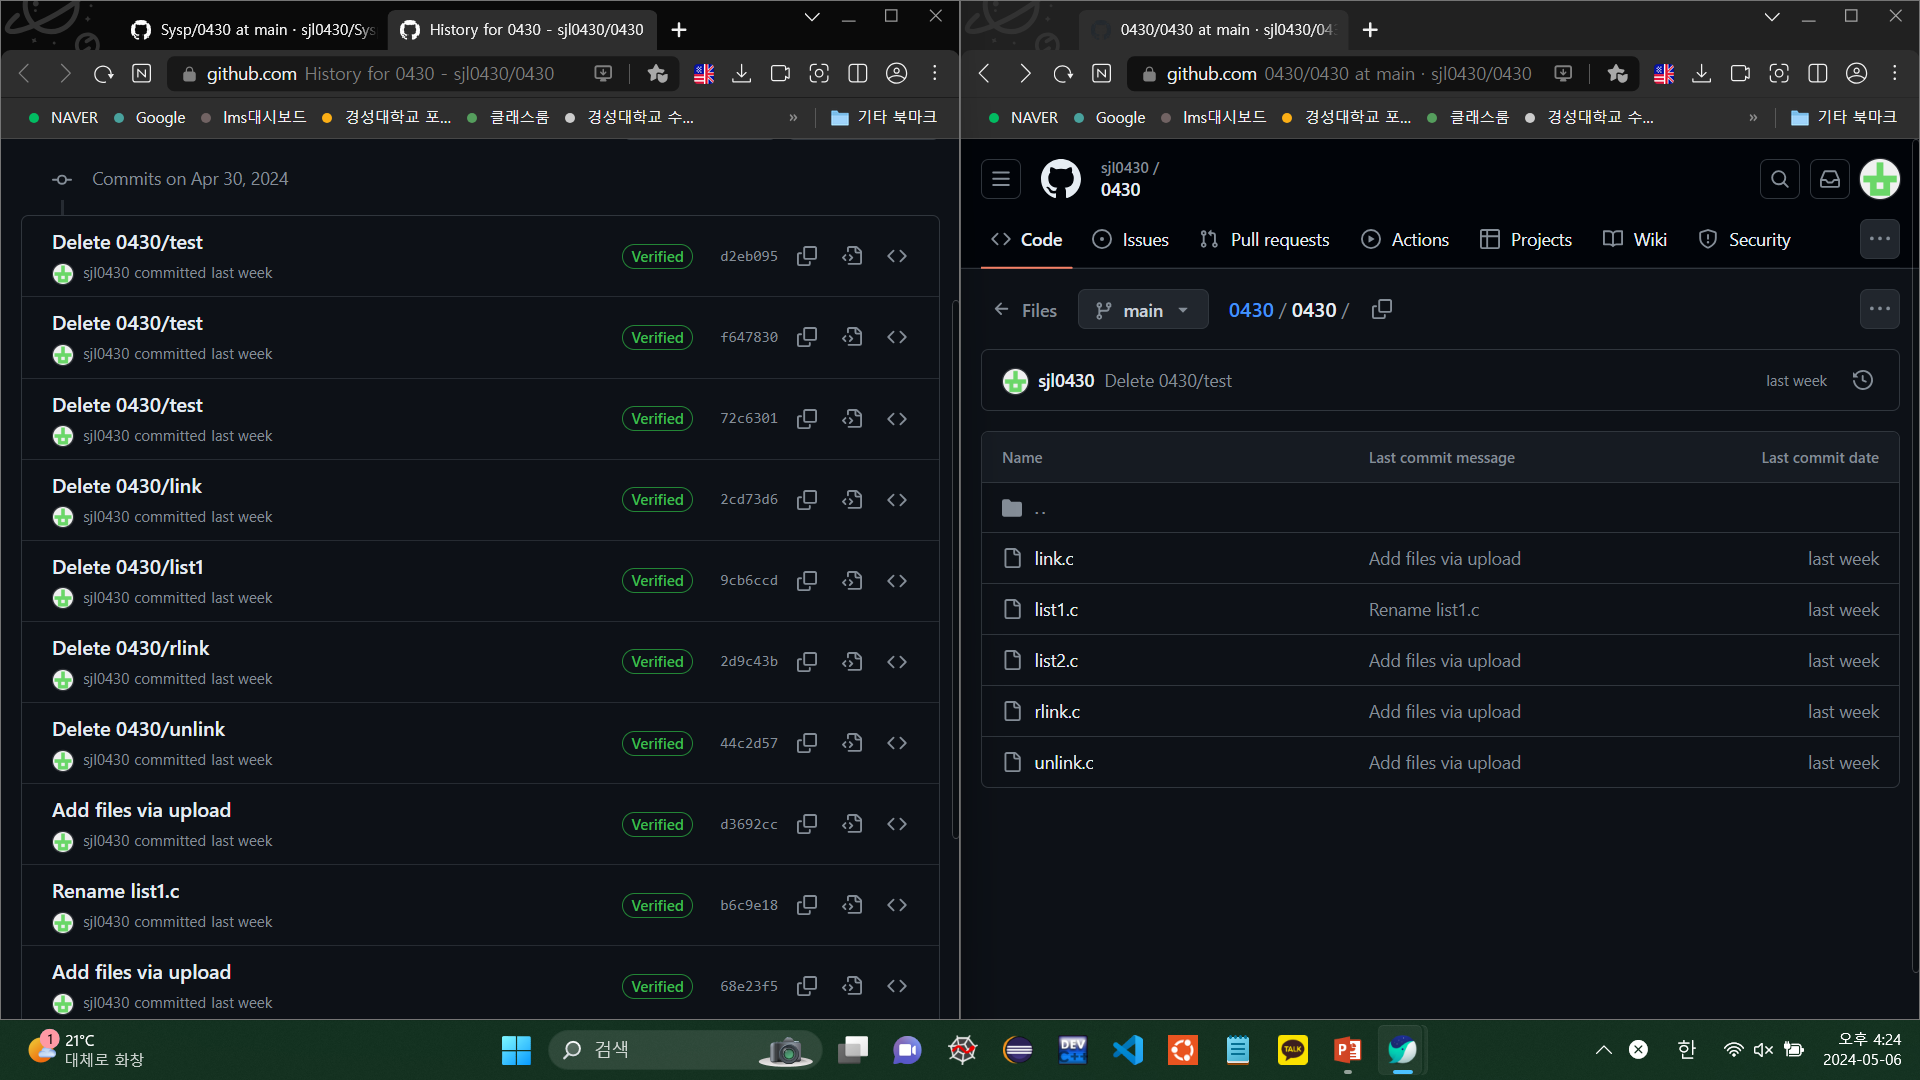 Sysp/0430 at main · sjl0430/Sys
History for 0430 - sjl0430/0430
github.com History for 0430 - sjl0430/0430
NAVER Google lms대시보드 경성대학교 포... 클래스룸 경성대학교 수... » 기타 북마크
Commits on Apr 30, 2024
Delete 0430/test
sjl0430 committed last week
Verified d2eb095
Delete 0430/test
sjl0430 committed last week
Verified f647830
Delete 0430/test
sjl0430 committed last week
Verified 72c6301
Delete 0430/link
sjl0430 committed last week
Verified 2cd73d6
Delete 0430/list1
sjl0430 committed last week
Verified 9cb6ccd
Delete 0430/rlink
sjl0430 committed last week
Verified 2d9c43b
Delete 0430/unlink
sjl0430 committed last week
Verified 44c2d57
Add files via upload
sjl0430 committed last week
Verified d3692cc
Rename list1.c
sjl0430 committed last week
Verified b6c9e18
Add files via upload
sjl0430 committed last week
Verified 68e23f5
0430/0430 at main · sjl0430/043
github.com 0430/0430 at main · sjl0430/0430
NAVER Google lms대시보드 경성대학교 포... 클래스룸 경성대학교 수... » 기타 북마크
sjl0430 /
0430
Code Issues Pull requests Actions Projects Wiki Security
Files main 0430 / 0430 /
sjl0430 Delete 0430/test last week
Name Last commit message Last commit date
..
link.c Add files via upload last week
list1.c Rename list1.c last week
list2.c Add files via upload last week
rlink.c Add files via upload last week
unlink.c Add files via upload last week
1
21°C
대체로 화창
검색
DEV
TALK
한
오후 4:24
2024-05-06